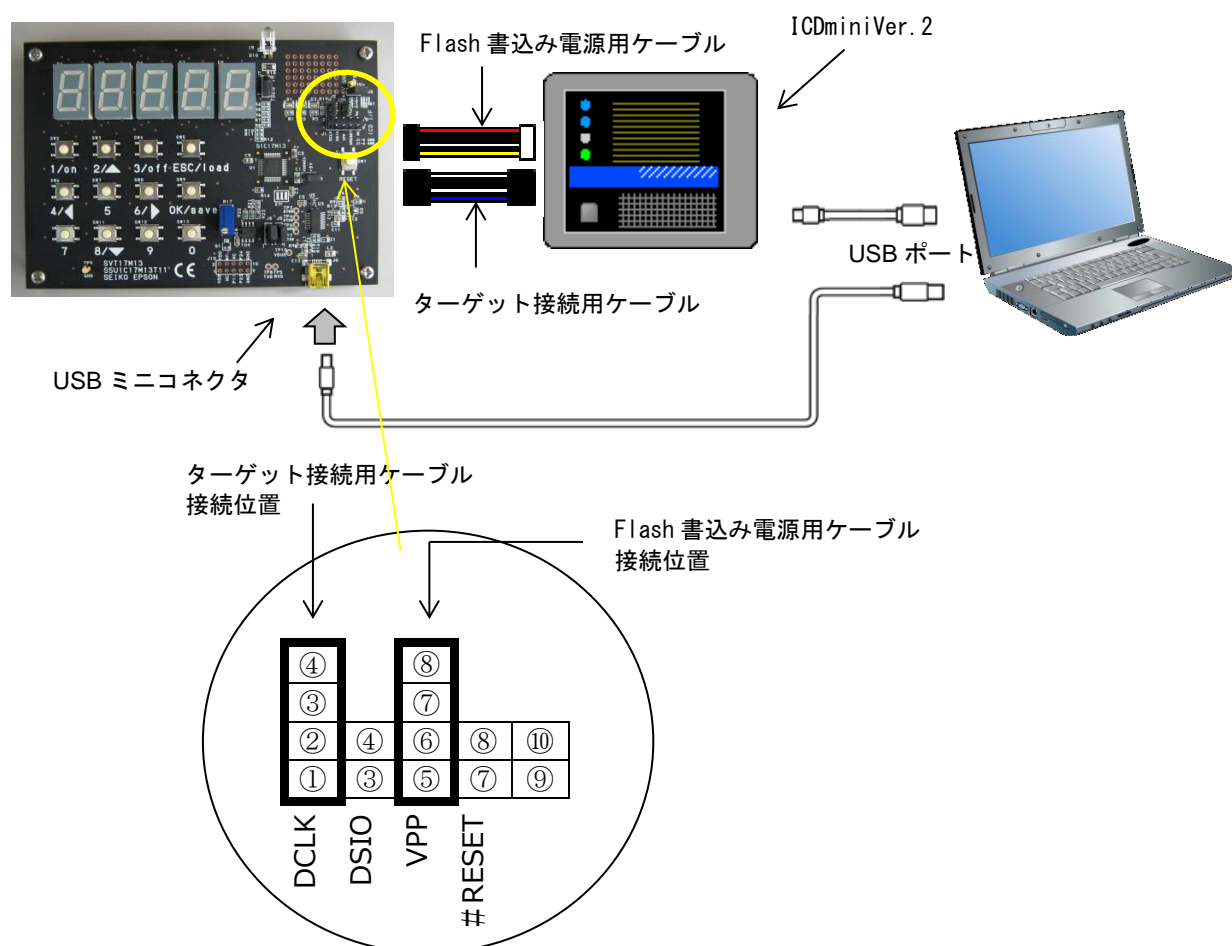 ICDminiVer.2
Flash 書込み電源用ケーブル
1/on 2/▲ 3/off ESC/load
4/◀ 5 6/▶ OK/save
7 8/▼ 9 0
SVT17M13
S5U1C17M13T11
SEIKO EPSON
CE
RESET
S1C17M13
ターゲット接続用ケーブル
USB ポート
USB ミニコネクタ
ターゲット接続用ケーブル
接続位置
Flash 書込み電源用ケーブル
接続位置
④ ⑧
③ ⑦
② ④ ⑥ ⑧ ⑩
① ③ ⑤ ⑦ ⑨
DCLK
DSIO
VPP
#RESET